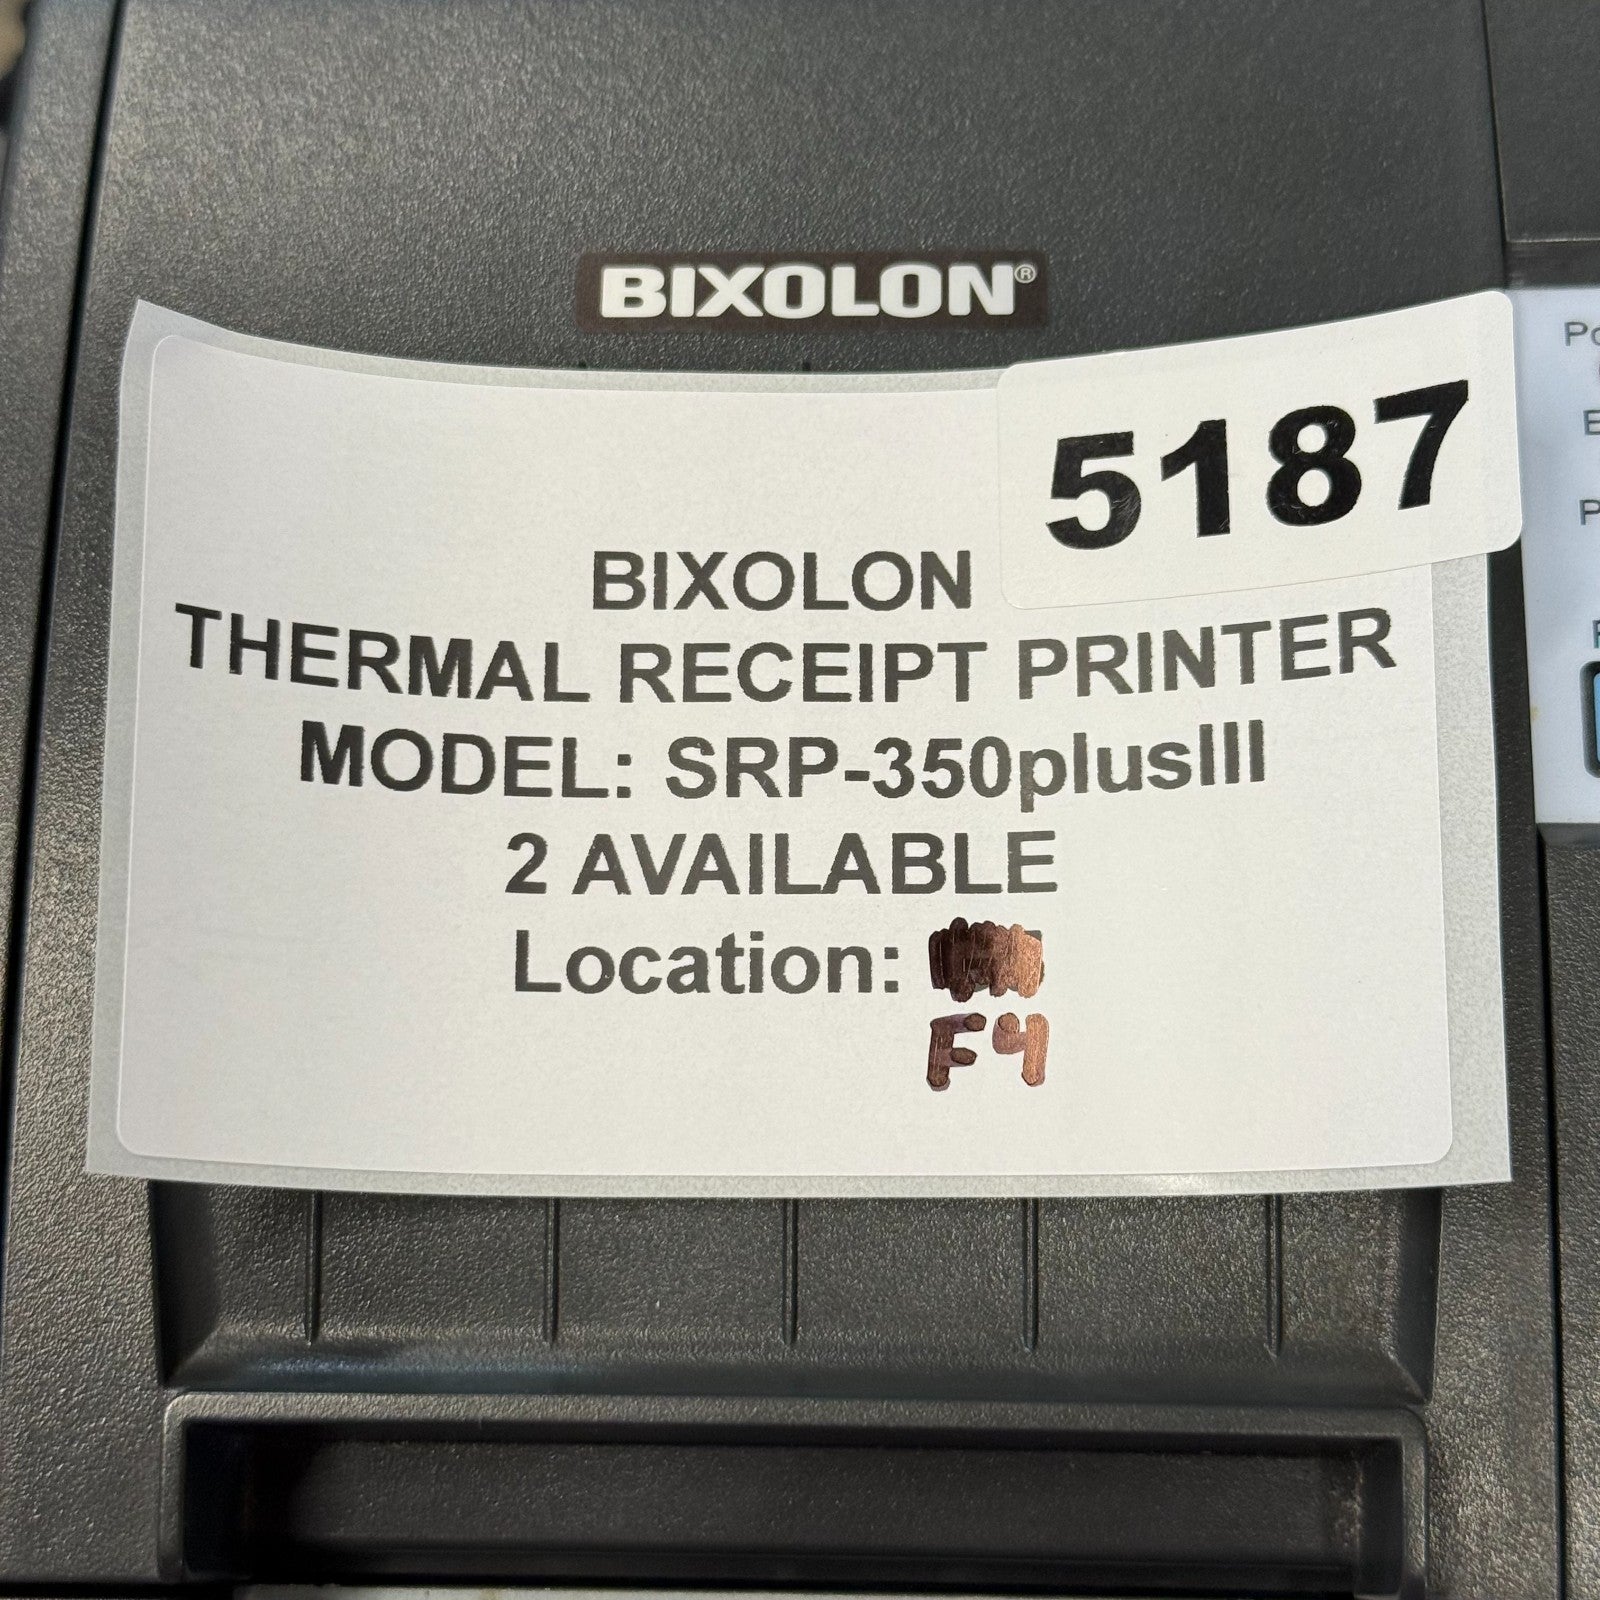 BIXOLON®
5187
BIXOLON
THERMAL RECEIPT PRINTER
MODEL: SRP-350plusIII
2 AVAILABLE
Location:
F4